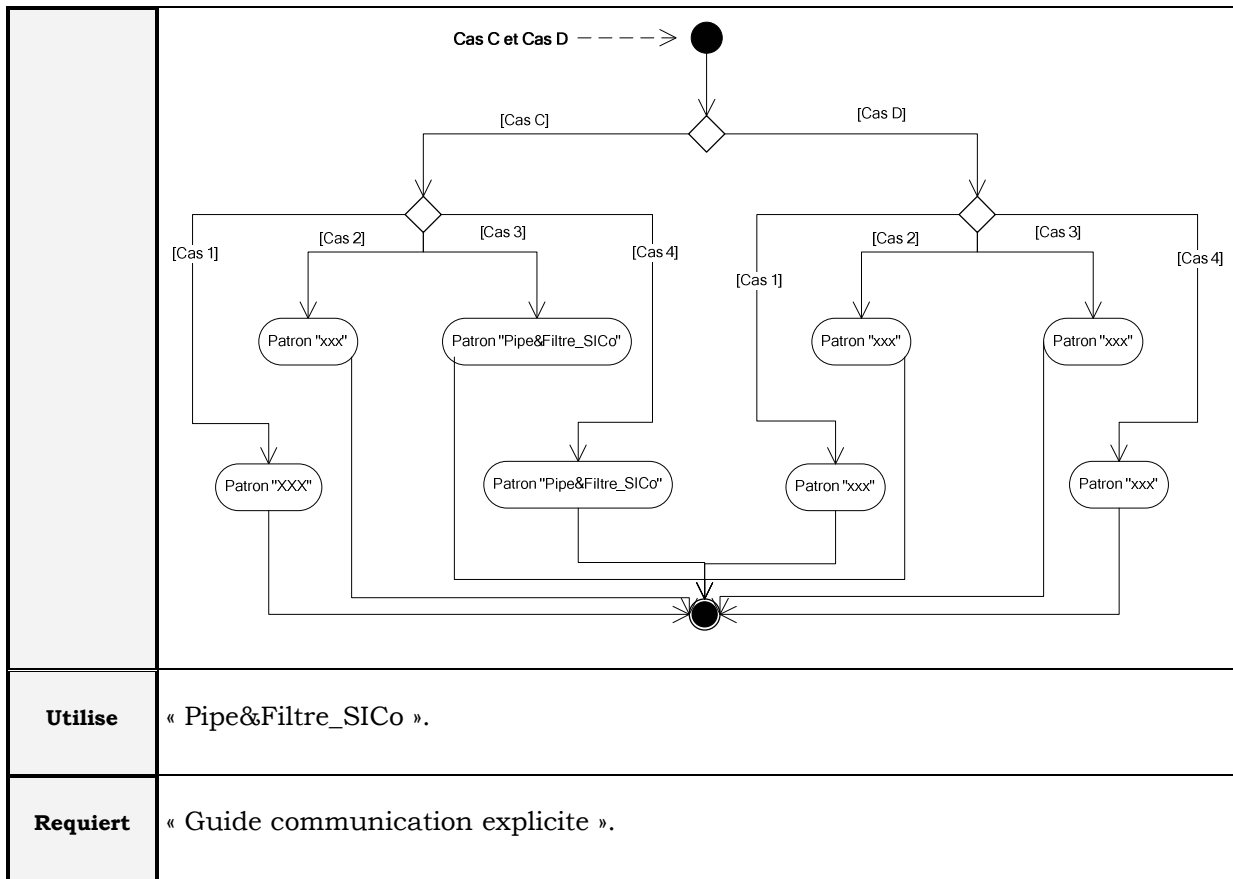 Cas C et Cas D
[Cas C]
[Cas D]
[Cas 1]
[Cas 2]
[Cas 3]
[Cas 4]
[Cas 1]
[Cas 2]
[Cas 3]
[Cas 4]
Patron "xxx"
Patron "Pipe&Filtre_SICo"
Patron "xxx"
Patron "xxx"
Patron "XXX"
Patron "Pipe&Filtre_SICo"
Patron "xxx"
Patron "xxx"
Utilise
« Pipe&Filtre_SICo ».
Requiert
« Guide communication explicite ».